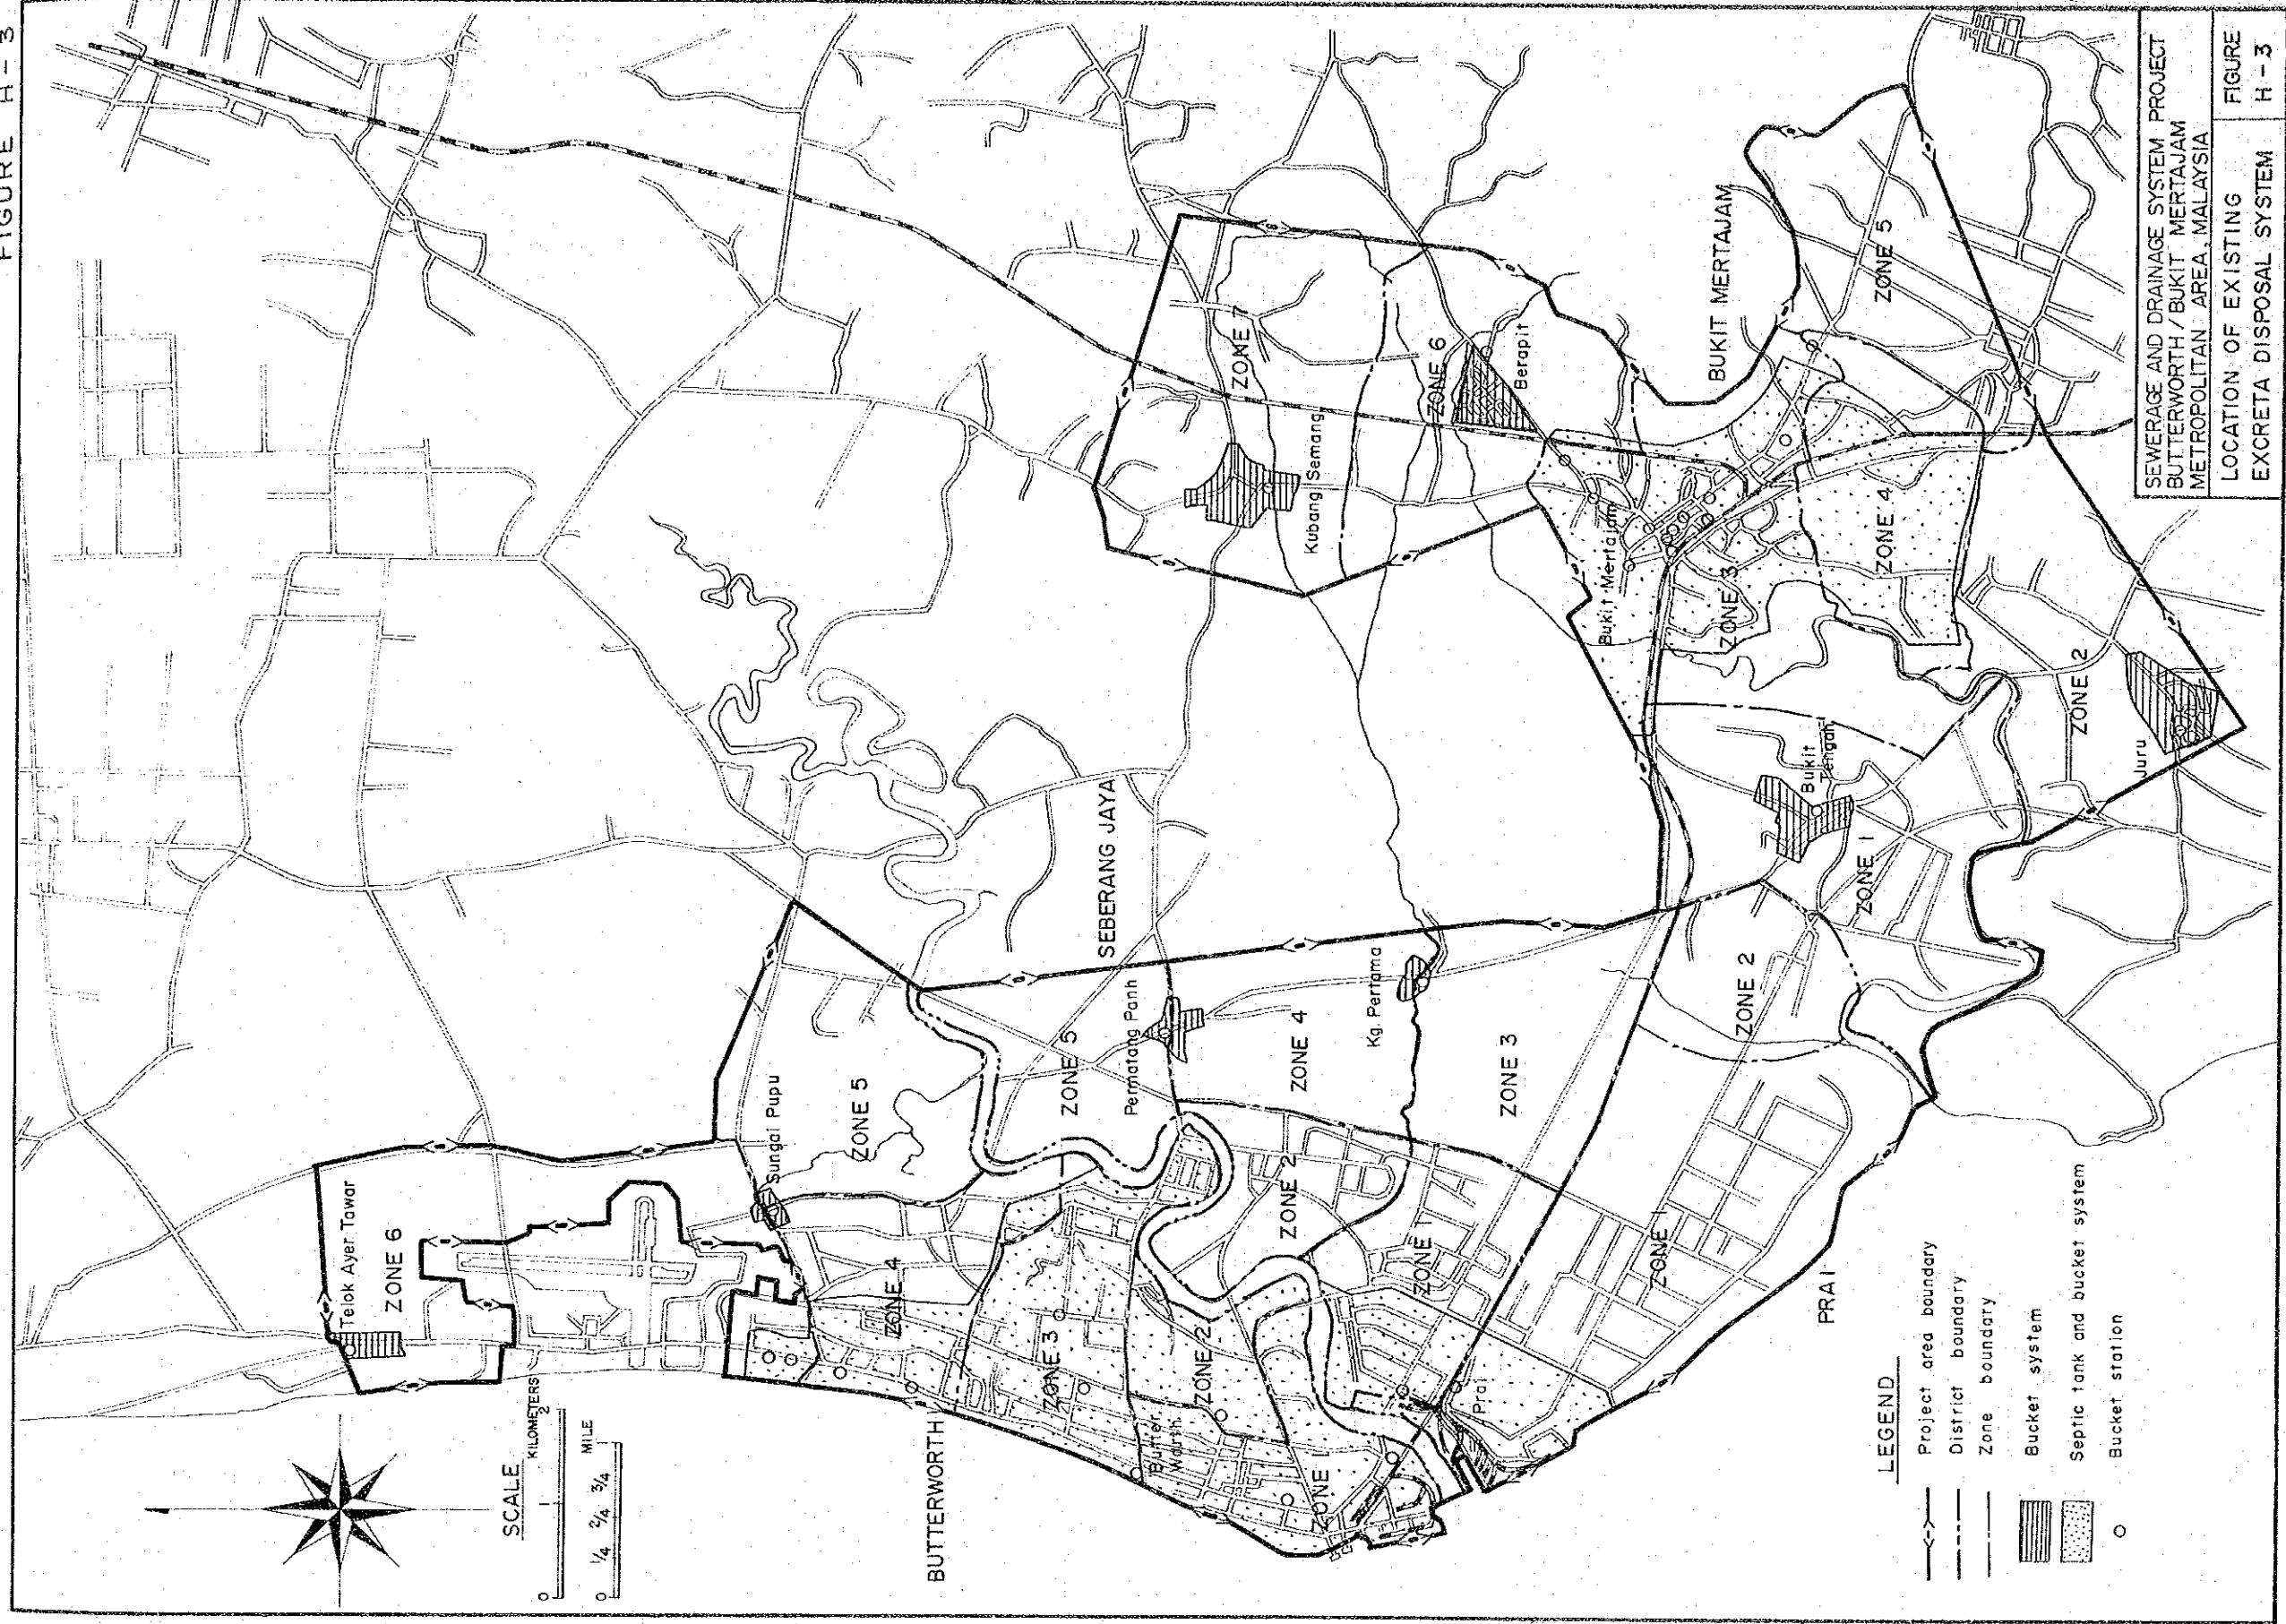 FIGURE H-3
SEWERAGE AND DRAINAGE SYSTEM PROJECT
BUTTERWORTH / BUKIT MERTAJAM
METROPOLITAN AREA, MALAYSIA
LOCATION OF EXISTING
EXCRETA DISPOSAL SYSTEM
FIGURE
H - 3
SCALE
KILOMETERS
0 1 2
MILE
0 1/4 2/4 3/4
LEGEND
Project area boundary
District boundary
Zone boundary
Bucket system
Septic tank and bucket system
Bucket station
BUTTERWORTH
Telok Ayer Tawar
ZONE 6
Sungai Pupu
ZONE 5
ZONE 4
ZONE 3
ZONE 2
Butter
Worth
ZONE 1
SEBERANG JAYA
Permatang Panh
ZONE 5
ZONE 4
Kg. Pertama
ZONE 3
ZONE 2
ZONE 1
PRAI
Prai
ZONE 1
ZONE 2
BUKIT MERTAJAM
ZONE 7
Kubang Semang
ZONE 6
Berapit
Bukit Mertajam
ZONE 3
ZONE 4
ZONE 5
Bukit
Tengah
ZONE 1
ZONE 2
Juru